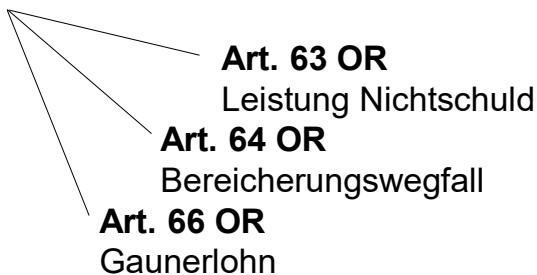 Art. 63 OR
Leistung Nichtschuld
Art. 64 OR
Bereicherungswegfall
Art. 66 OR
Gaunerlohn